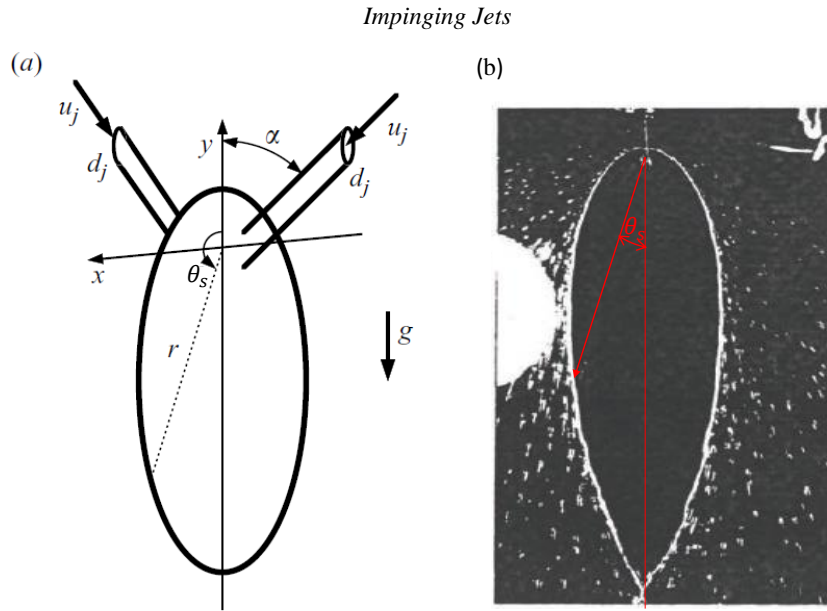 Impinging Jets
(a)
(b)
u_j
u_j
α
y
d_j
d_j
x
θ_s
g
r
θ_s